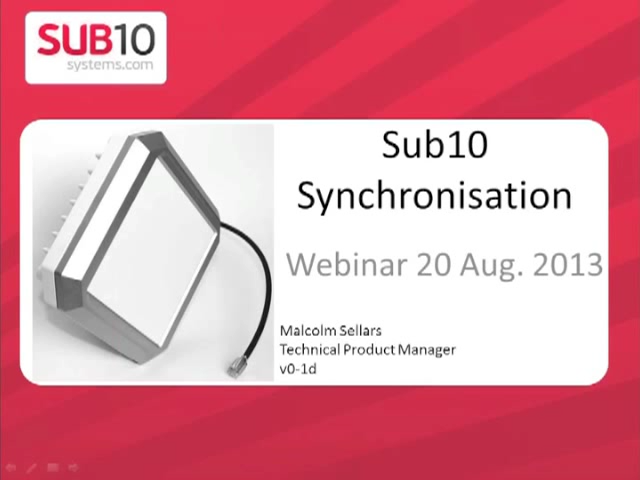 SUB10
systems.com
Sub10
Synchronisation
Webinar 20 Aug. 2013
Malcolm Sellars
Technical Product Manager
v0-1d